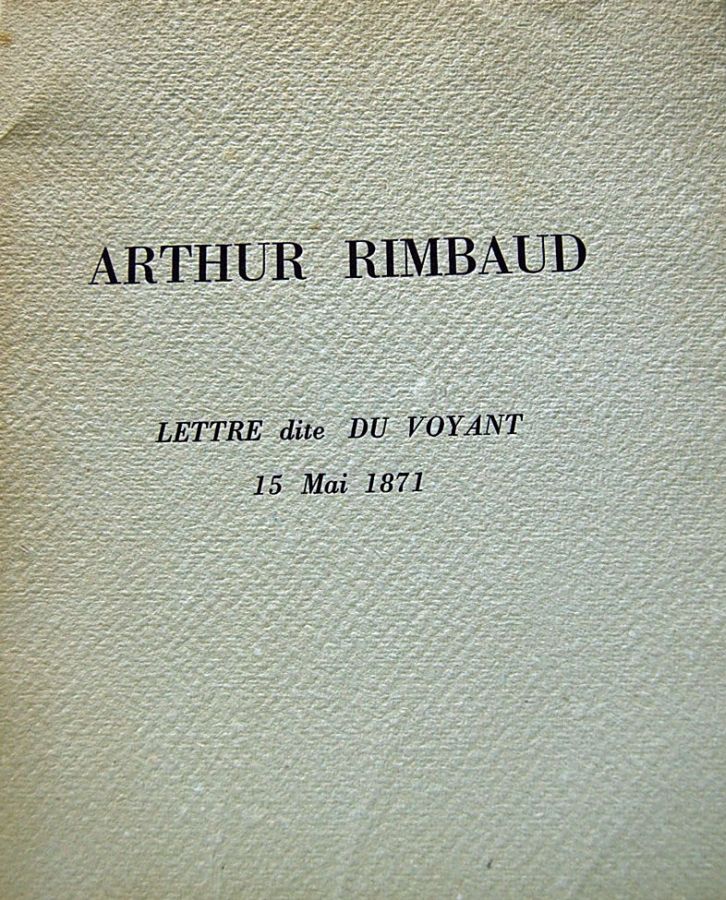 ARTHUR RIMBAUD
LETTRE dite DU VOYANT
15 Mai 1871